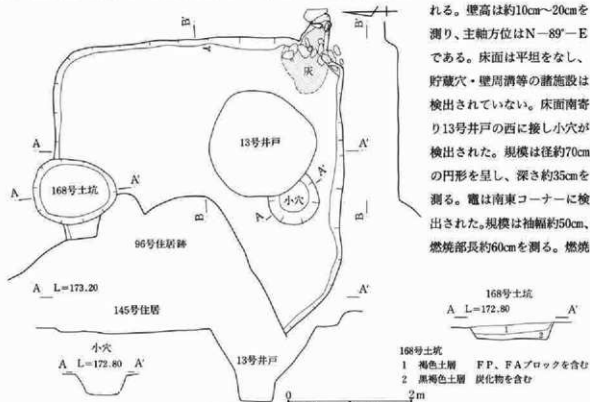 れる。壁高は約10cm〜20cmを
測り、主軸方位はN－89°－E
である。床面は平坦をなし、
貯蔵穴・壁周溝等の諸施設は
検出されていない。床面南寄
り13号井戸の西に接し小穴が
検出された。規模は径約70cm
の円形を呈し、深さ約35cmを
測る。竈は南東コーナーに検
出された。規模は袖幅約50cm、
燃焼部長約60cmを測る。燃焼
B'
B'
A
灰
13号井戸
A
A'
168号土坑
A
A'
A'
小穴
A
B
B
96号住居跡
A L=173.20
A'
145号住居
13号井戸
小穴
A L=172.80 A'
0 2m
168号土坑
A L=172.80 A'
1
2
168号土坑
1 褐色土層 FP、FAブロックを含む
2 黒褐色土層 炭化物を含む